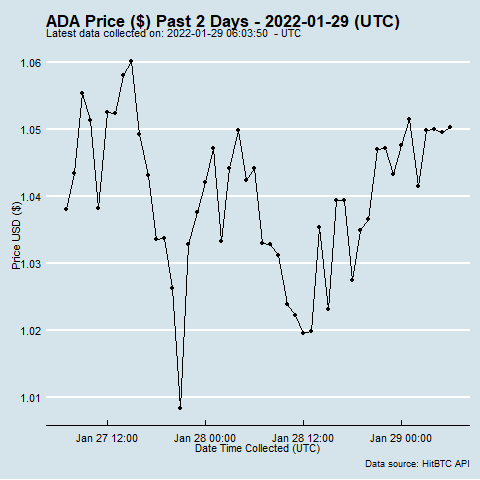 ADA Price ($) Past 2 Days - 2022-01-29 (UTC)
Latest data collected on: 2022-01-29 06:03:50 - UTC
1.06
1.05
1.04
1.03
1.02
1.01
Price USD ($)
Jan 27 12:00 Jan 28 00:00 Jan 28 12:00 Jan 29 00:00
Date Time Collected (UTC)
Data source: HitBTC API